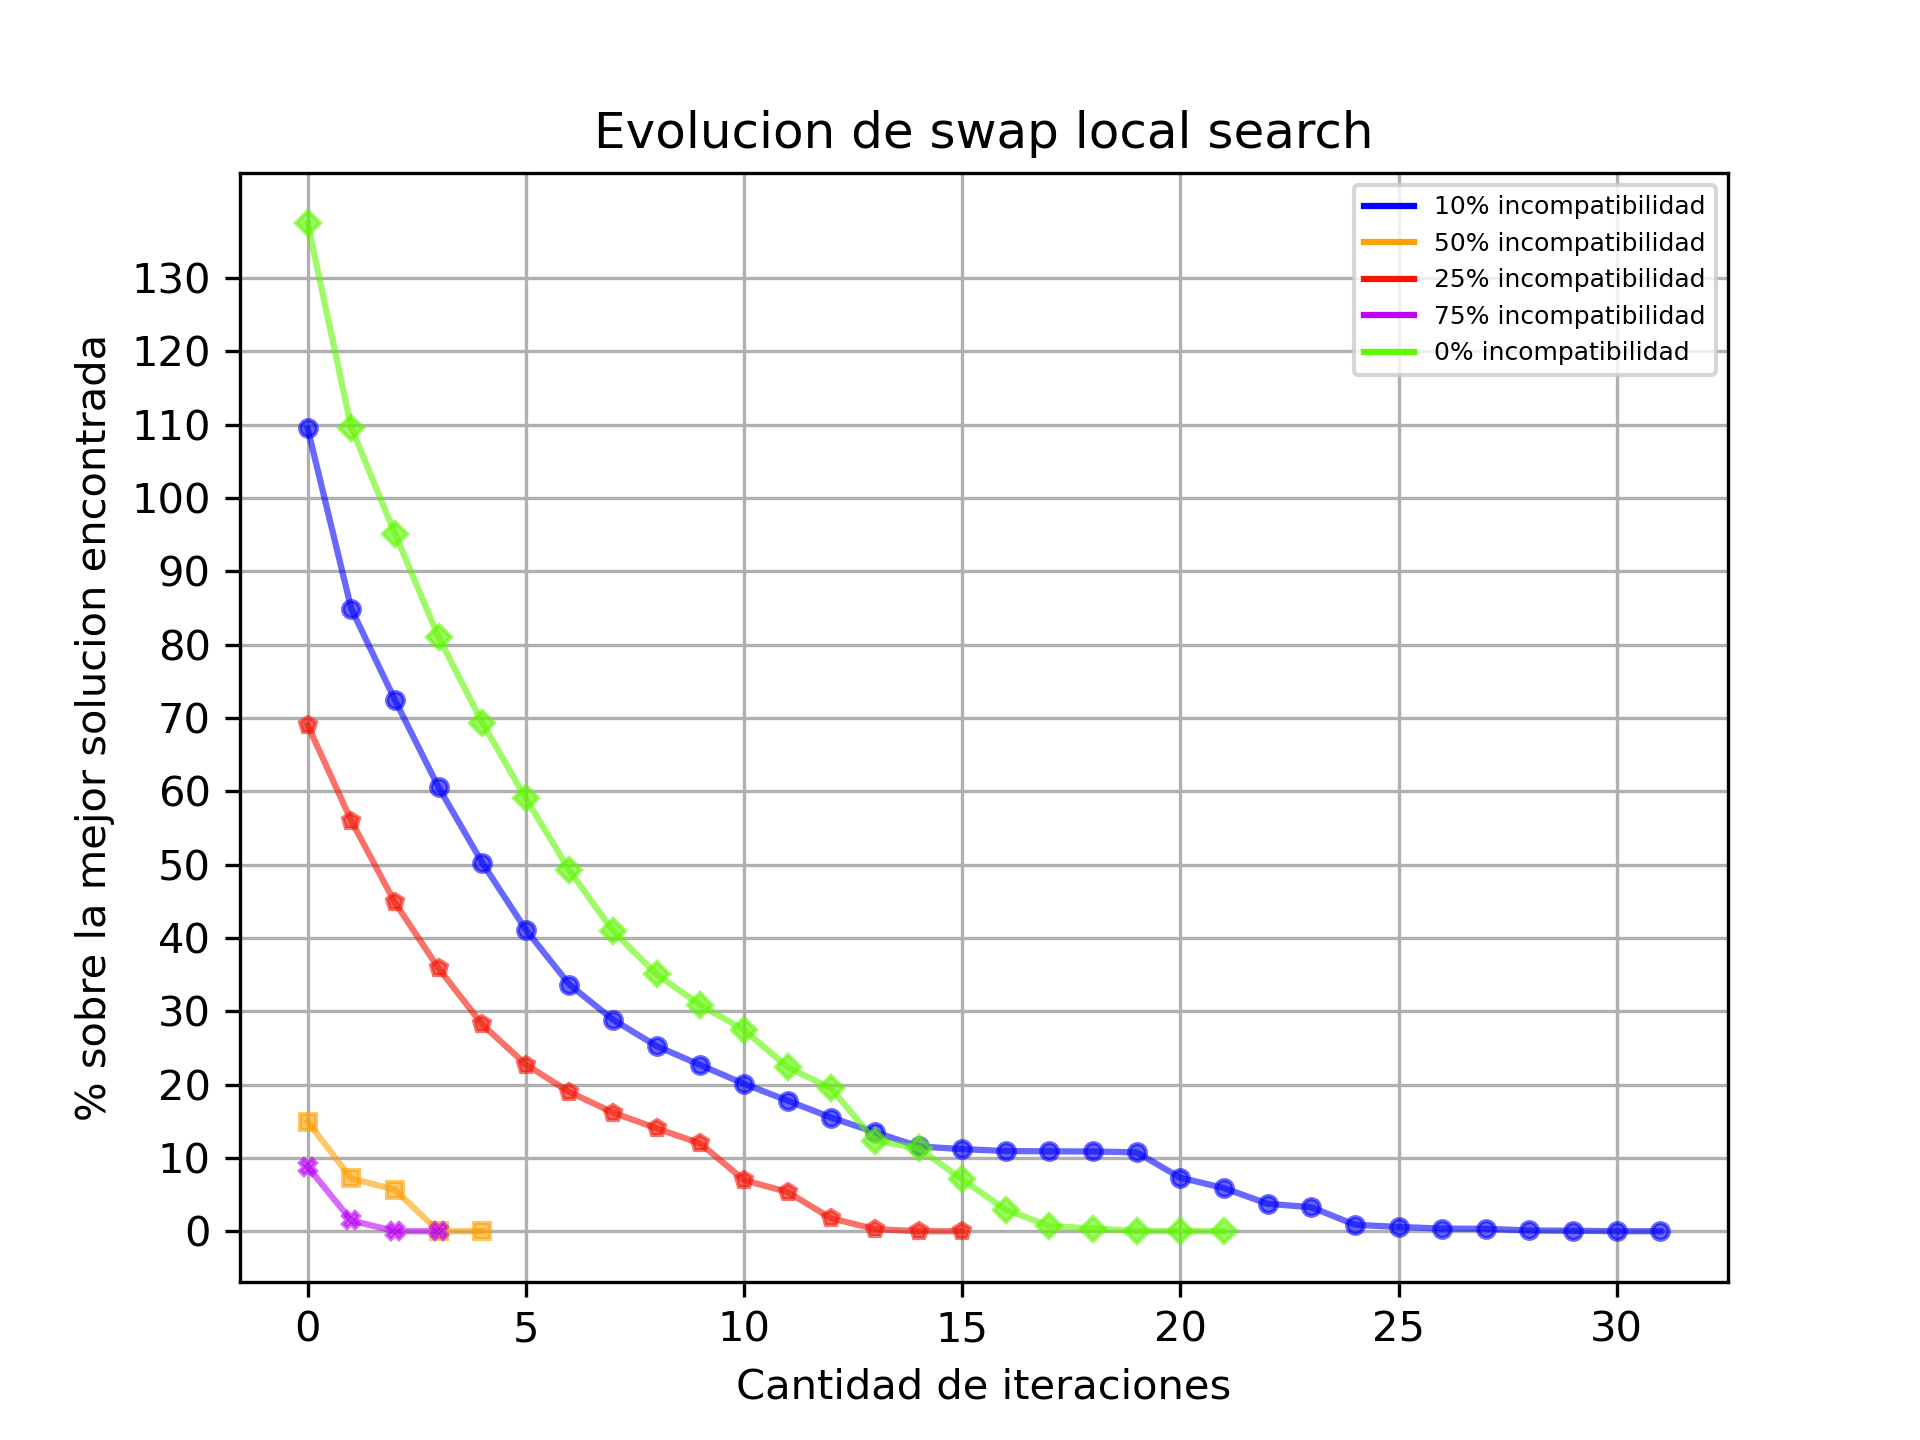 Evolucion de swap local search
10% incompatibilidad
50% incompatibilidad
25% incompatibilidad
75% incompatibilidad
0% incompatibilidad
% sobre la mejor solucion encontrada
130
120
110
100
90
80
70
60
50
40
30
20
10
0
0 5 10 15 20 25 30
Cantidad de iteraciones